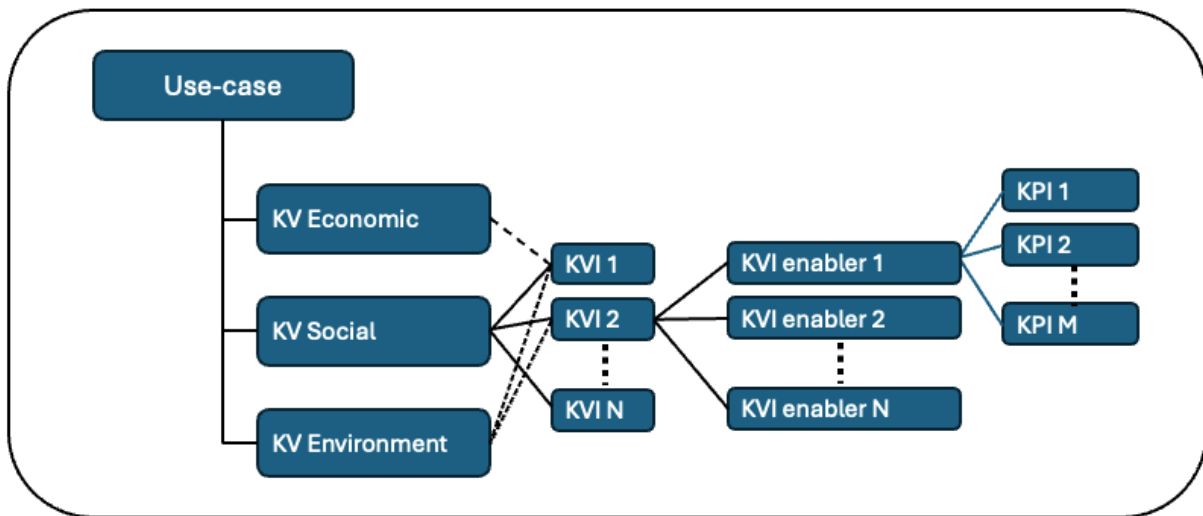 Use-case
KV Economic
KV Social
KV Environment
KVI 1
KVI 2
KVI N
KVI enabler 1
KVI enabler 2
KVI enabler N
KPI 1
KPI 2
KPI M